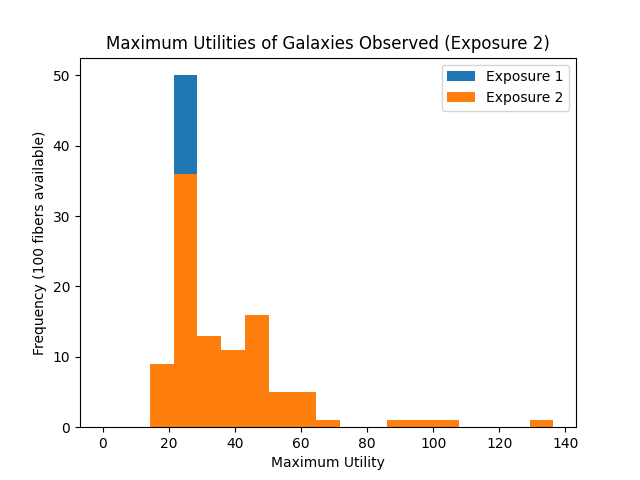 Maximum Utilities of Galaxies Observed (Exposure 2)
Exposure 1
Exposure 2
Frequency (100 fibers available)
50
40
30
20
10
0
0 20 40 60 80 100 120 140
Maximum Utility